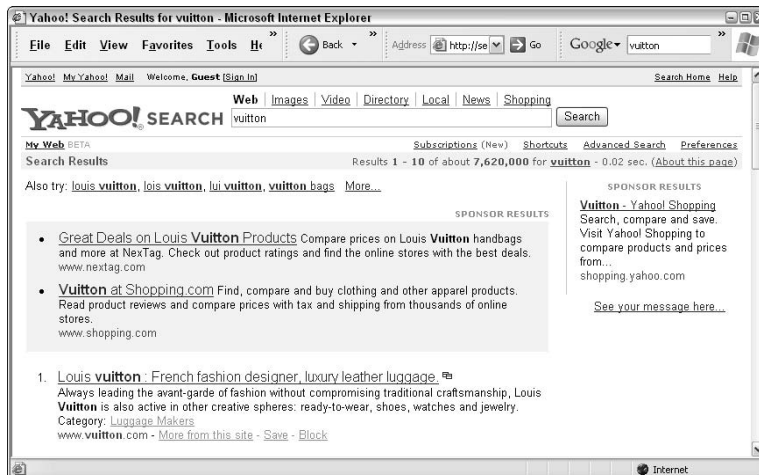 Yahoo! Search Results for vuitton - Microsoft Internet Explorer
File Edit View Favorites Tools He » Back » Address http://se Go Google vuitton »
Yahoo! My Yahoo! Mail Welcome, Guest [Sign In] Search Home Help
Web | Images | Video | Directory | Local | News | Shopping
YAHOO! SEARCH vuitton Search
My Web BETA Subscriptions (New) Shortcuts Advanced Search Preferences
Search Results Results 1 - 10 of about 7,620,000 for vuitton - 0.02 sec. (About this page)
Also try: louis vuitton, lois vuitton, lui vuitton, vuitton bags More...
SPONSOR RESULTS
• Great Deals on Louis Vuitton Products Compare prices on Louis Vuitton handbags
and more at NexTag. Check out product ratings and find the online stores with the best deals.
www.nextag.com
• Vuitton at Shopping.com Find, compare and buy clothing and other apparel products.
Read product reviews and compare prices with tax and shipping from thousands of online
stores.
www.shopping.com
1. Louis vuitton : French fashion designer, luxury leather luggage.
Always leading the avant-garde of fashion without compromising traditional craftsmanship, Louis
Vuitton is also active in other creative spheres: ready-to-wear, shoes, watches and jewelry.
Category: Luggage Makers
www.vuitton.com - More from this site - Save - Block
SPONSOR RESULTS
Vuitton - Yahoo! Shopping
Search, compare and save.
Visit Yahoo! Shopping to
compare products and prices
from...
shopping.yahoo.com
See your message here...
Internet